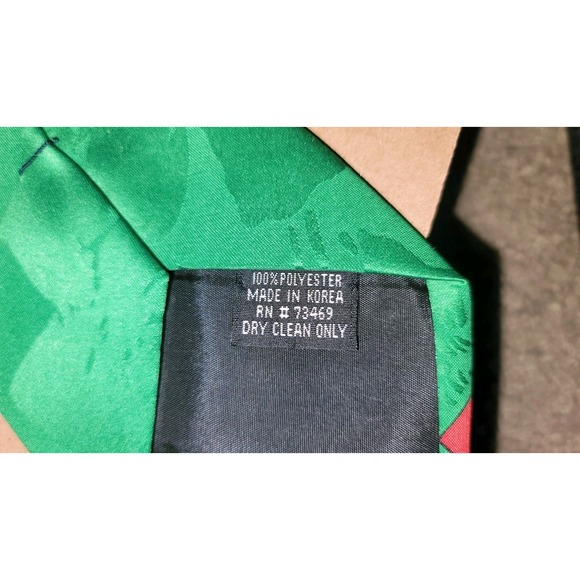 100%POLYESTER
MADE IN KOREA
RN # 73469
DRY CLEAN ONLY